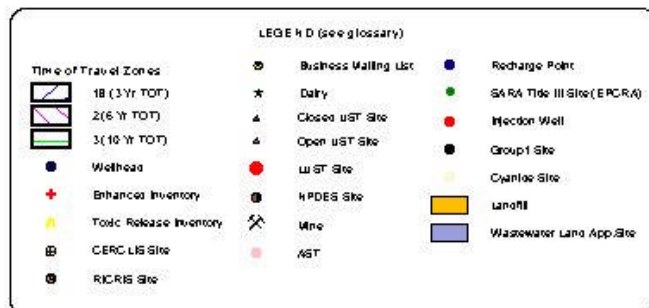 LEGEND (see glossary)
Time of Travel Zones
1B (3 Yr TOT)
2 (6 Yr TOT)
3 (10 Yr TOT)
Wellhead
Enhanced Inventory
Toxic Release Inventory
CERCLIS Site
RICRIS Site
Business Mailing List
Dairy
Closed UST Site
Open UST Site
LUST Site
NPDES Site
Mine
AST
Recharge Point
SARA Title III Site (EPCRA)
Injection Well
Group1 Site
Cyanide Site
Landfill
Wastewater Land App. Site